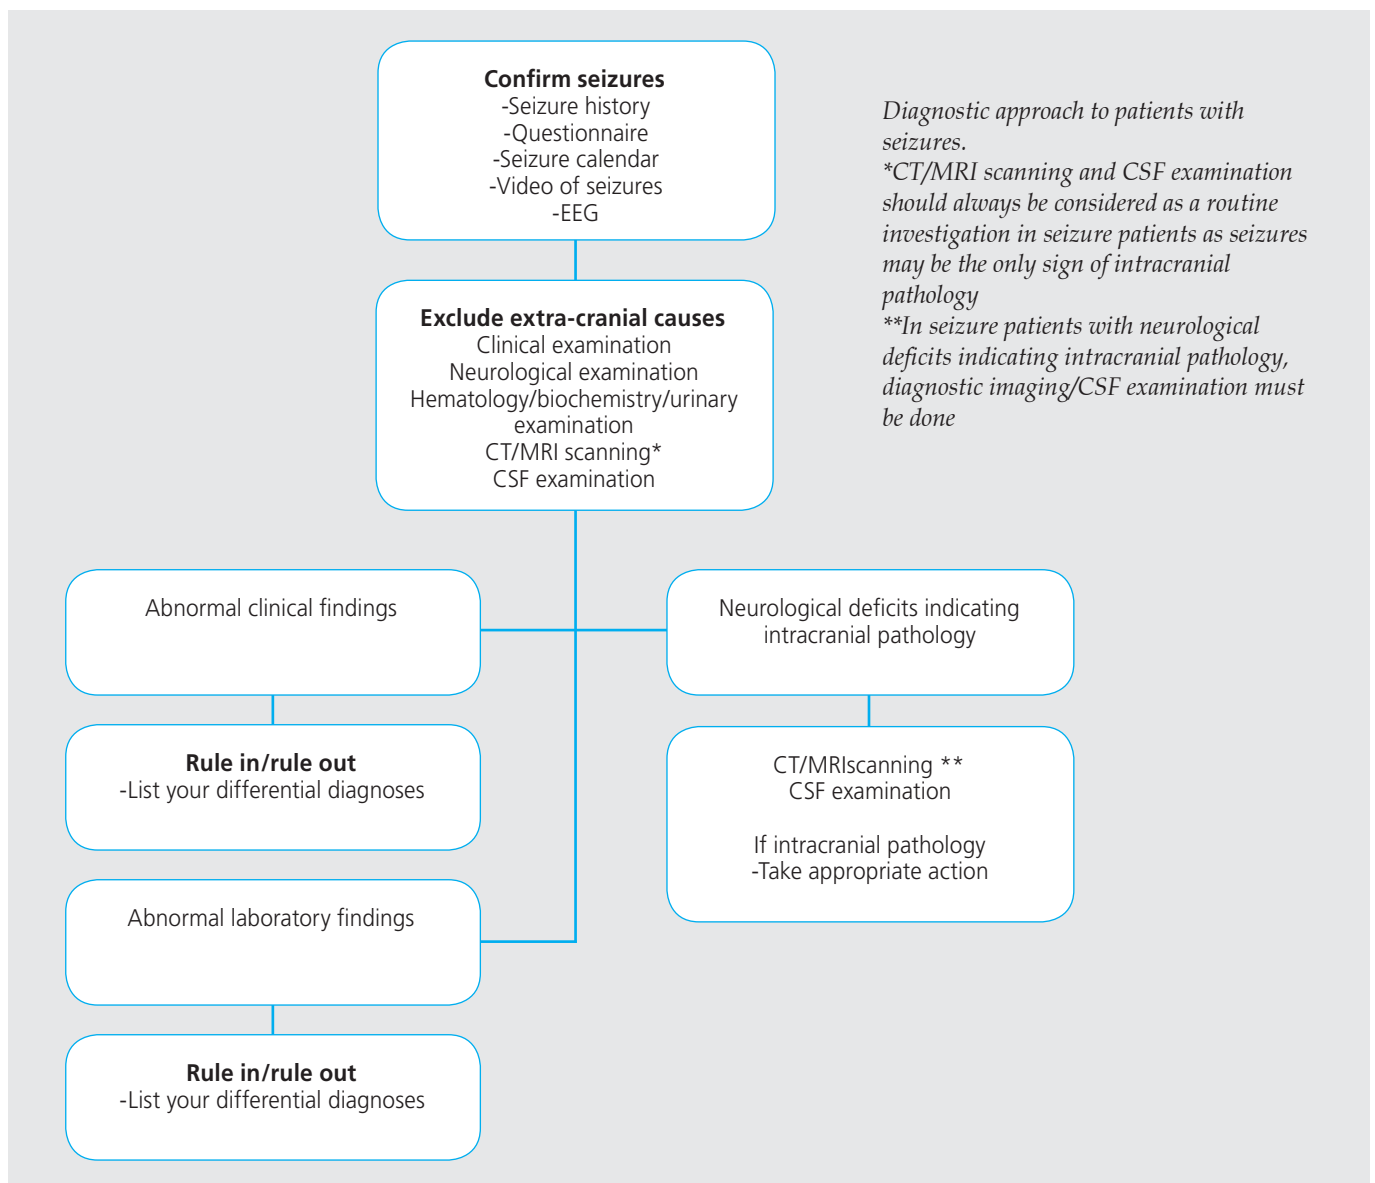 Confirm seizures
-Seizure history
-Questionnaire
-Seizure calendar
-Video of seizures
-EEG
Diagnostic approach to patients with
seizures.
*CT/MRI scanning and CSF examination
should always be considered as a routine
investigation in seizure patients as seizures
may be the only sign of intracranial
pathology
**In seizure patients with neurological
deficits indicating intracranial pathology,
diagnostic imaging/CSF examination must
be done
Exclude extra-cranial causes
Clinical examination
Neurological examination
Hematology/biochemistry/urinary
examination
CT/MRI scanning*
CSF examination
Abnormal clinical findings
Neurological deficits indicating
intracranial pathology
Rule in/rule out
-List your differential diagnoses
CT/MRIscanning **
CSF examination
If intracranial pathology
-Take appropriate action
Abnormal laboratory findings
Rule in/rule out
-List your differential diagnoses